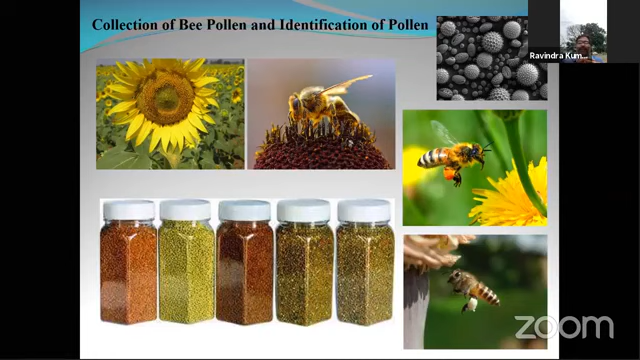 Collection of Bee Pollen and Identification of Pollen
Ravindra Kum...
zoom